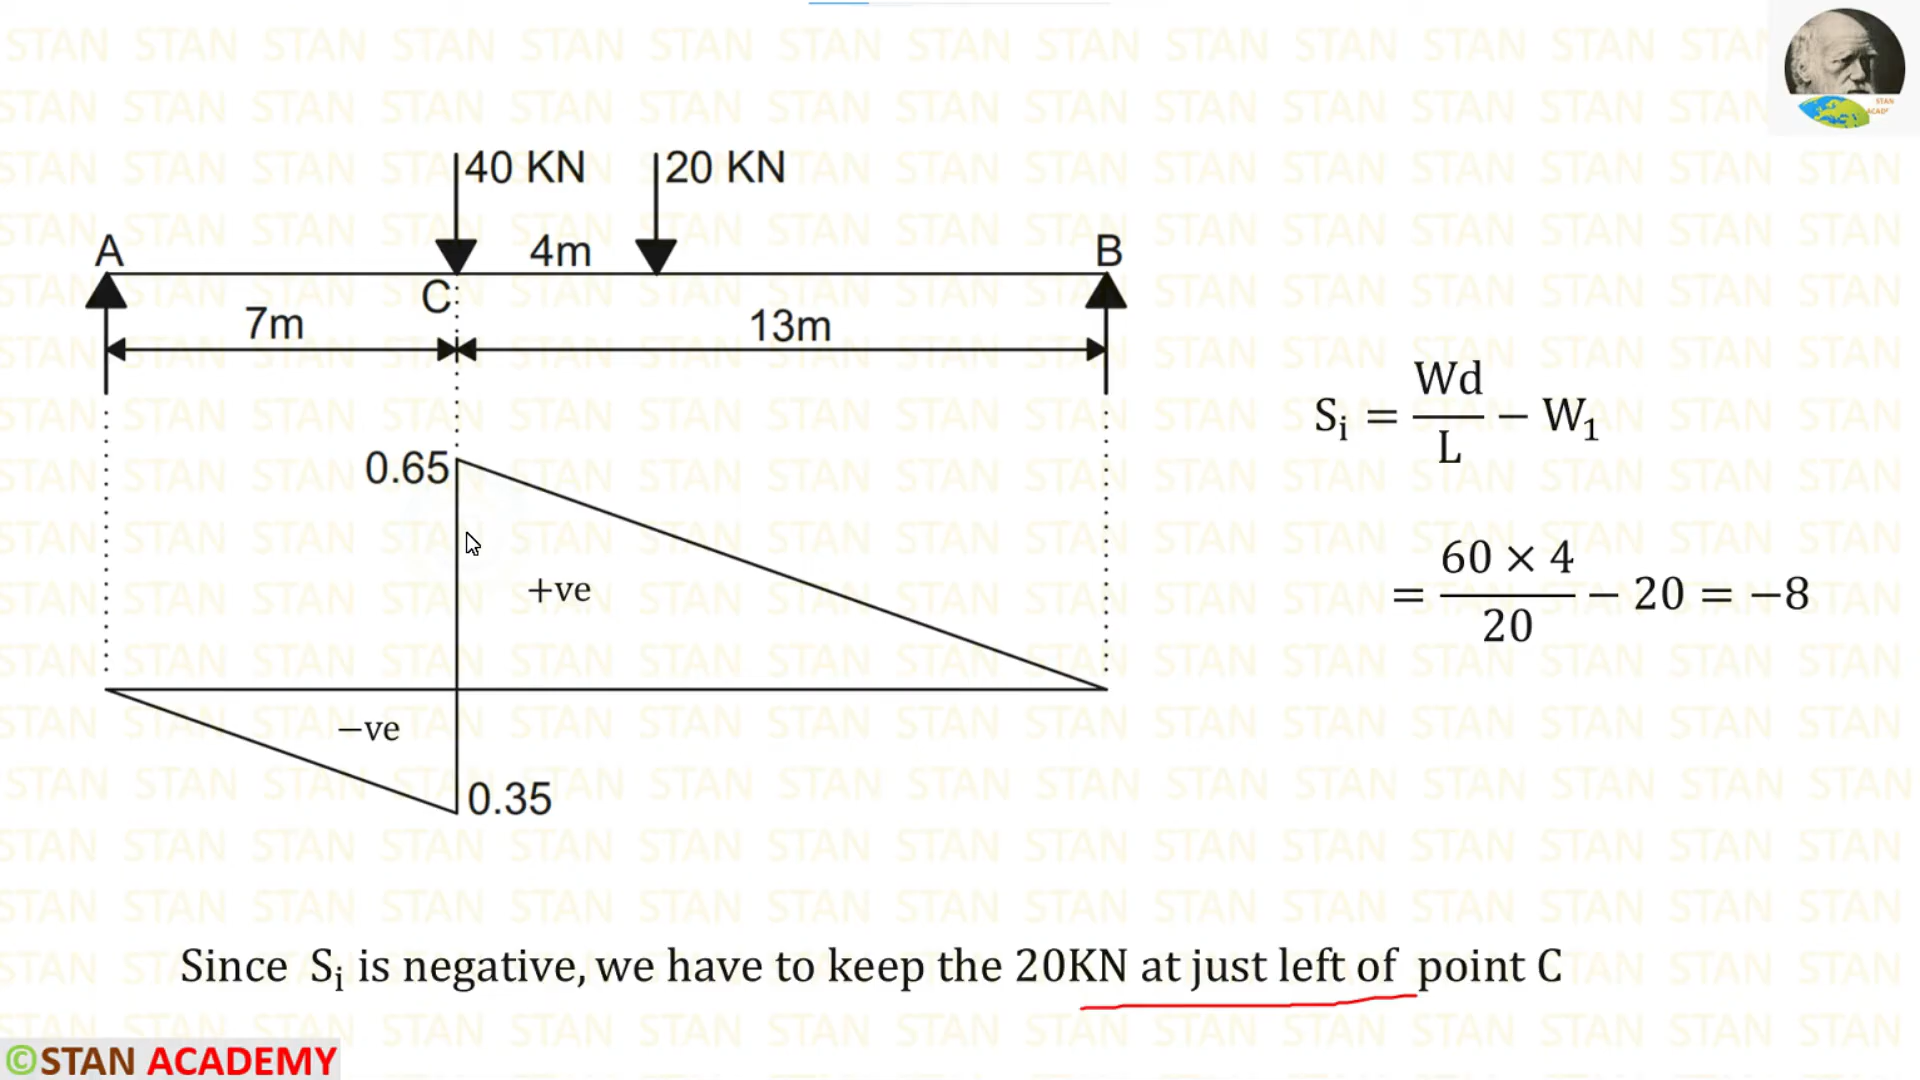 40 KN
20 KN
A
4m
B
C
7m
13m
0.65
+ve
−ve
0.35
Sᵢ = Wd/L − W₁
= 60 × 4/20 − 20 = −8
Since Sᵢ is negative, we have to keep the 20KN at just left of point C
©STAN ACADEMY